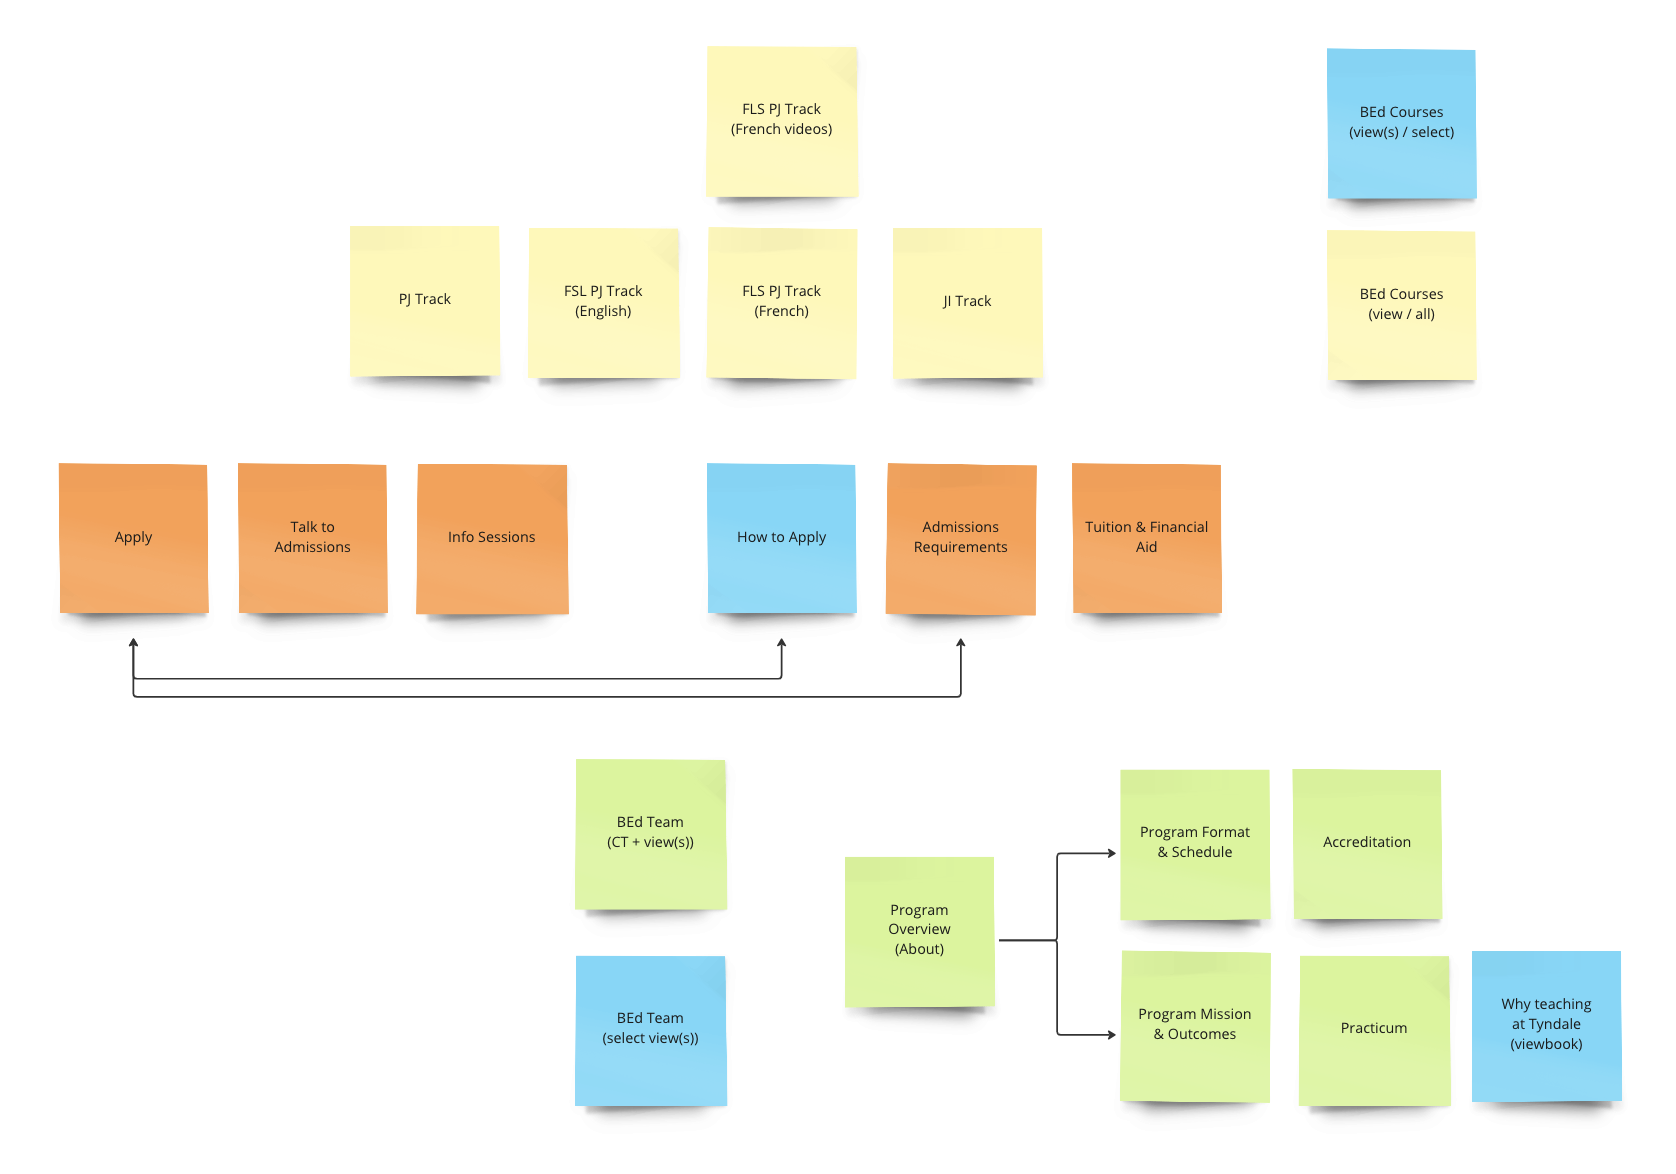 FLS PJ Track
(French videos)
BEd Courses
(view(s) / select)
PJ Track
FSL PJ Track
(English)
FLS PJ Track
(French)
JI Track
BEd Courses
(view / all)
Apply
Talk to
Admissions
Info Sessions
How to Apply
Admissions
Requirements
Tuition & Financial
Aid
BEd Team
(CT + view(s))
BEd Team
(select view(s))
Program
Overview
(About)
Program Format
& Schedule
Accreditation
Program Mission
& Outcomes
Practicum
Why teaching
at Tyndale
(viewbook)